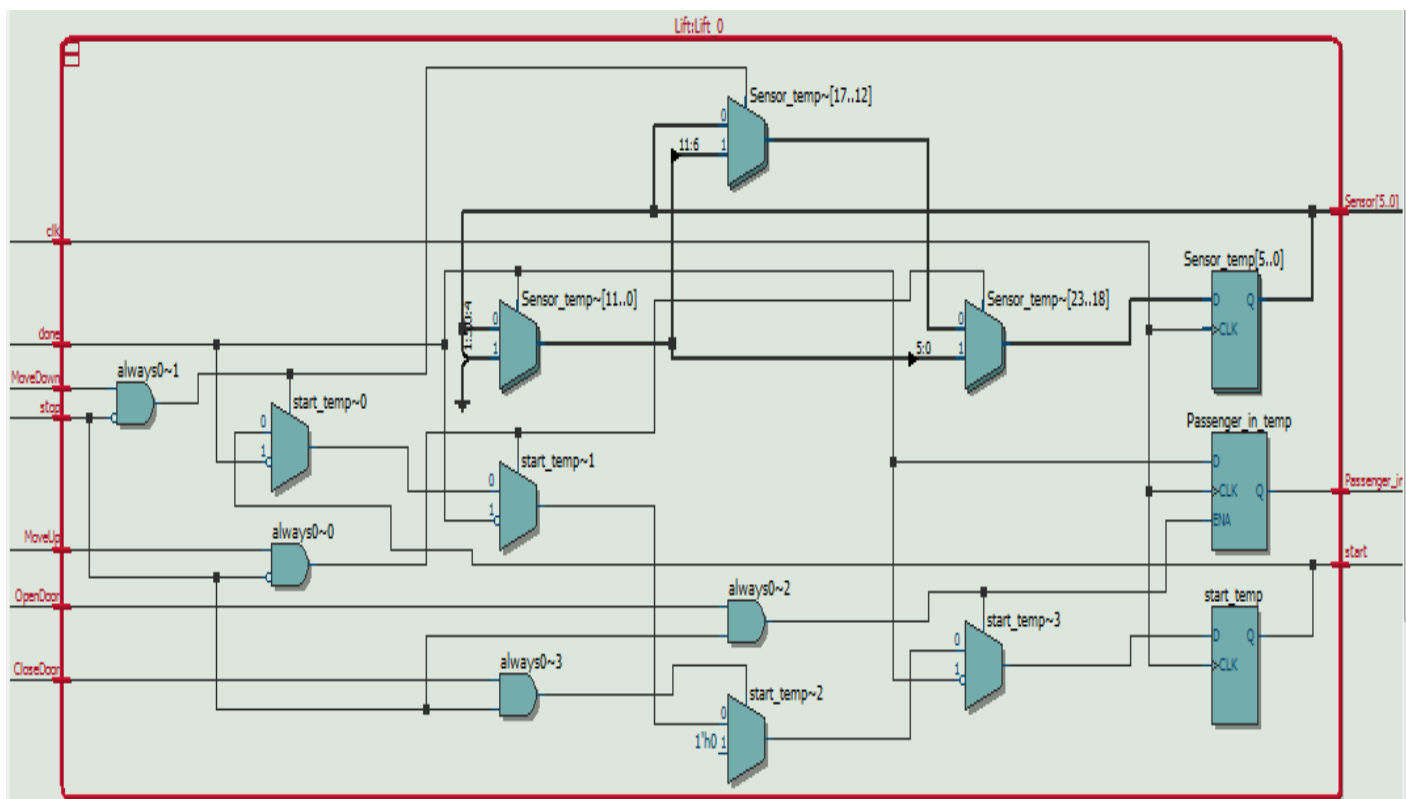 Lift:Lift_0
Sensor_temp~[17..12]
0
11:6
1
Sensor[5..0]
clk
Sensor_temp[5..0]
Sensor_temp~[11..0]
Sensor_temp~[23..18]
D Q
0
0
CLK
done
1
5:0
1
always0~1
MoveDown
start_temp~0
stop
0
Passenger_in_temp
1
start_temp~1
D
0
CLK Q
Passenger_in
1
ENA
always0~0
MoveUp
start
always0~2
start_temp
OpenDoor
start_temp~3
0
D Q
always0~3
1
CLK
CloseDoor
start_temp~2
0
1'h0 1